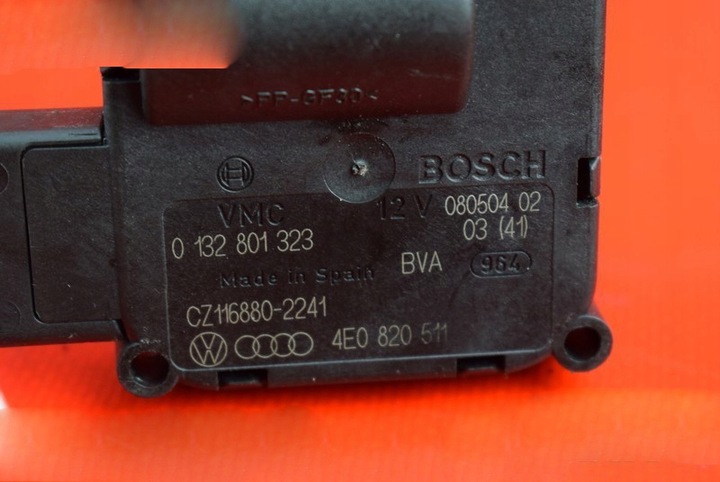 >PP-GF30<
BOSCH
VMC 12 V 080504 02
0 132 801 323 03 (41)
Made in Spain BVA 964
CZ116880-2241
4E0 820 511